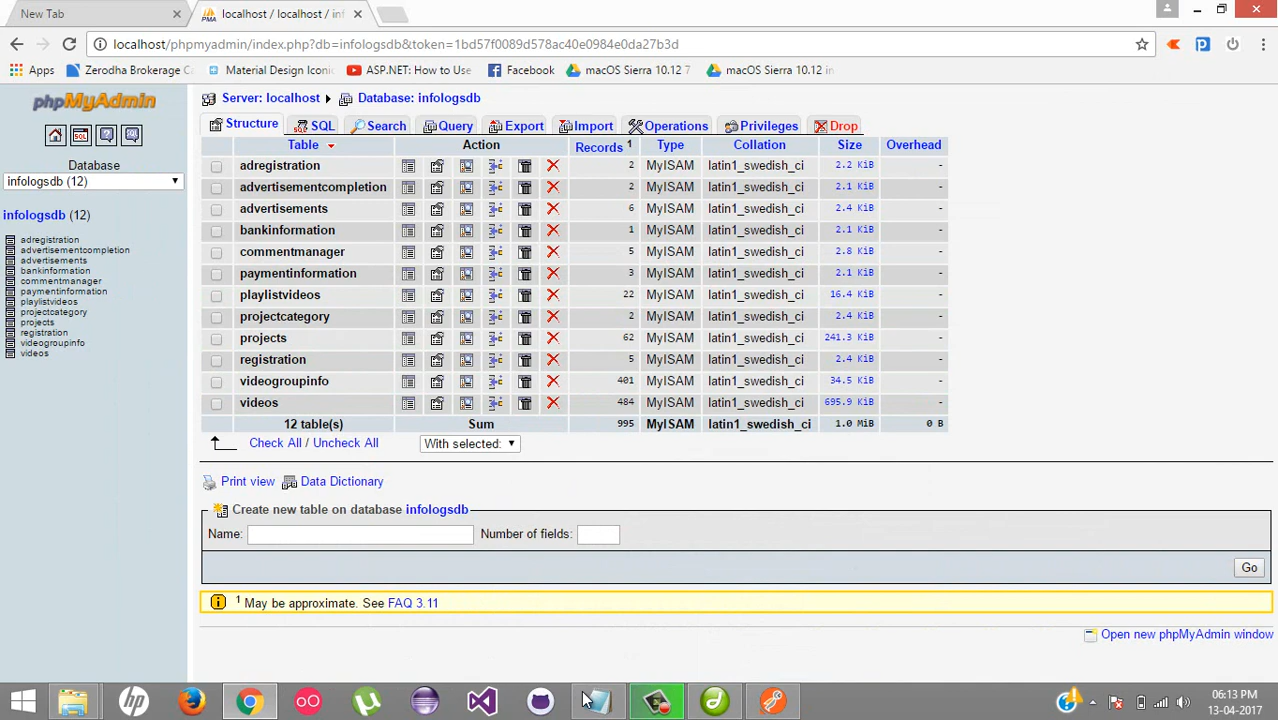 New Tab
localhost / localhost / inf
localhost/phpmyadmin/index.php?db=infologsdb&token=1bd57f0089d578ac40e0984e0da27b3d
Apps Zerodha Brokerage Ca Material Design Iconic ASP.NET: How to Use Facebook macOS Sierra 10.12 7 macOS Sierra 10.12 in
phpMyAdmin
SQL
Database
infologsdb (12)
infologsdb (12)
adregistration
advertisementcompletion
advertisements
bankinformation
commentmanager
paymentinformation
playlistvideos
projectcategory
projects
registration
videogroupinfo
videos
Server: localhost Database: infologsdb
Structure SQL Search Query Export Import Operations Privileges Drop
Table Action Records 1 Type Collation Size Overhead
adregistration 2 MyISAM latin1_swedish_ci 2.2 KiB -
advertisementcompletion 2 MyISAM latin1_swedish_ci 2.1 KiB -
advertisements 6 MyISAM latin1_swedish_ci 2.4 KiB -
bankinformation 1 MyISAM latin1_swedish_ci 2.1 KiB -
commentmanager 5 MyISAM latin1_swedish_ci 2.8 KiB -
paymentinformation 3 MyISAM latin1_swedish_ci 2.1 KiB -
playlistvideos 22 MyISAM latin1_swedish_ci 16.4 KiB -
projectcategory 2 MyISAM latin1_swedish_ci 2.4 KiB -
projects 62 MyISAM latin1_swedish_ci 241.3 KiB -
registration 5 MyISAM latin1_swedish_ci 2.4 KiB -
videogroupinfo 401 MyISAM latin1_swedish_ci 34.5 KiB -
videos 484 MyISAM latin1_swedish_ci 695.9 KiB -
12 table(s) Sum 995 MyISAM latin1_swedish_ci 1.0 MiB 0 B
Check All / Uncheck All With selected:
Print view Data Dictionary
Create new table on database infologsdb
Name: Number of fields:
Go
1 May be approximate. See FAQ 3.11
Open new phpMyAdmin window
06:13 PM
13-04-2017